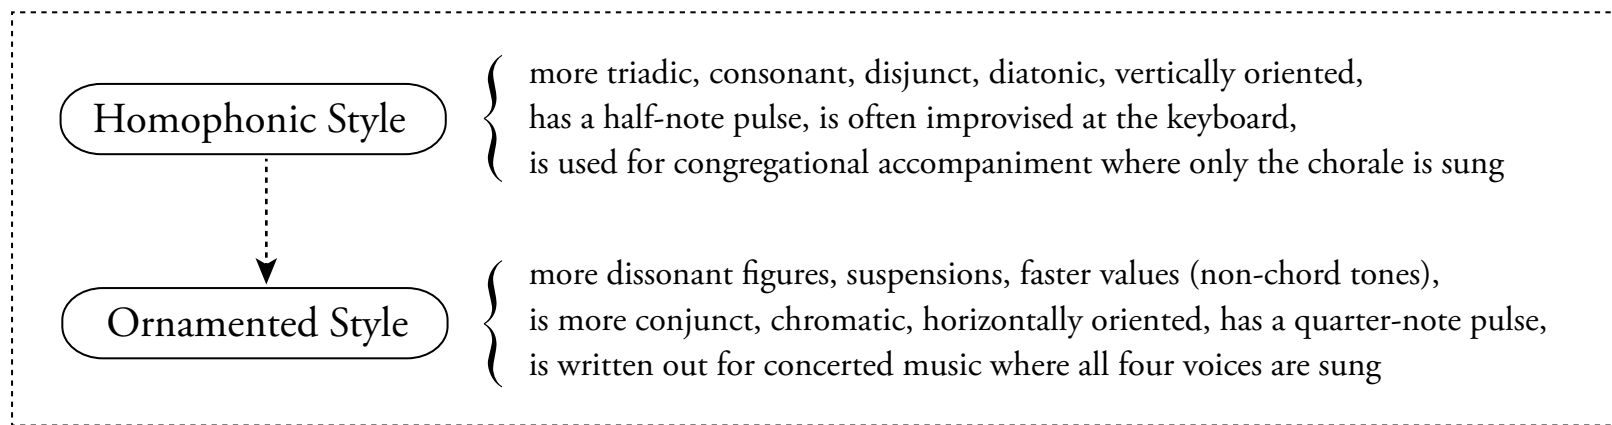 Homophonic Style
more triadic, consonant, disjunct, diatonic, vertically oriented,
has a half-note pulse, is often improvised at the keyboard,
is used for congregational accompaniment where only the chorale is sung
Ornamented Style
more dissonant figures, suspensions, faster values (non-chord tones),
is more conjunct, chromatic, horizontally oriented, has a quarter-note pulse,
is written out for concerted music where all four voices are sung